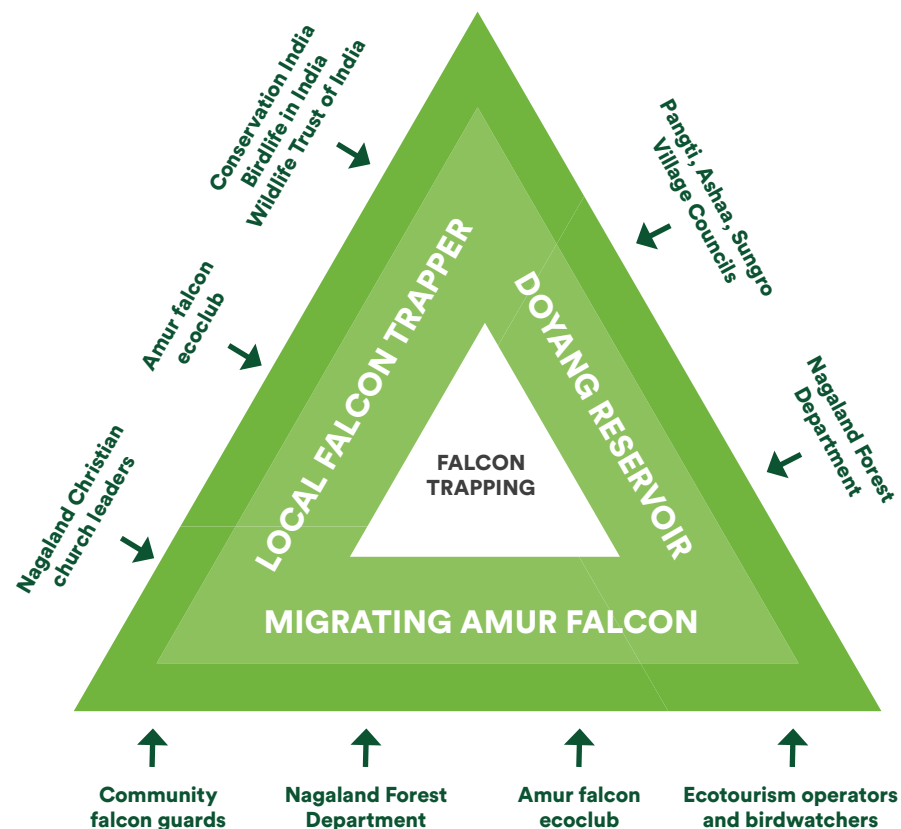 Conservation India
Birdlife in India
Wildlife Trust of India
Amur falcon
ecoclub
Nagaland Christian
church leaders
Pangti, Ashaa, Sungro
Village Councils
Nagaland Forest
Department
LOCAL FALCON TRAPPER
DOYANG RESERVOIR
FALCON
TRAPPING
MIGRATING AMUR FALCON
Community
falcon guards
Nagaland Forest
Department
Amur falcon
ecoclub
Ecotourism operators
and birdwatchers